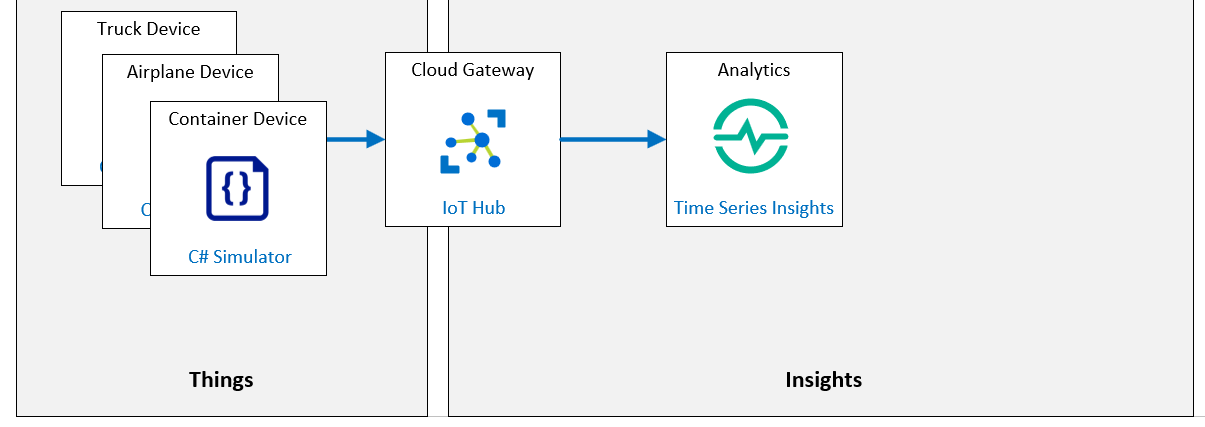 Truck Device
Airplane Device
Container Device
C
{}
C# Simulator
Cloud Gateway
IoT Hub
Analytics
Time Series Insights
Things
Insights